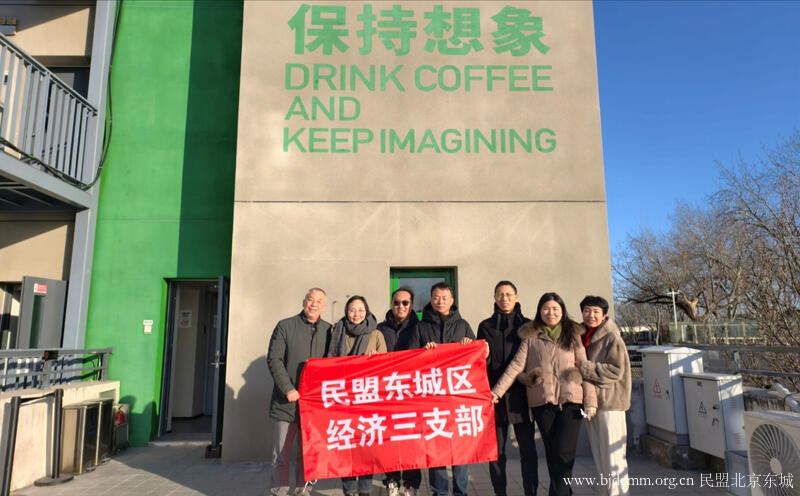 保持想象
DRINK COFFEE
AND
KEEP IMAGINING
民盟东城区
经济三支部
www.bjdcmm.org.cn 民盟北京东城